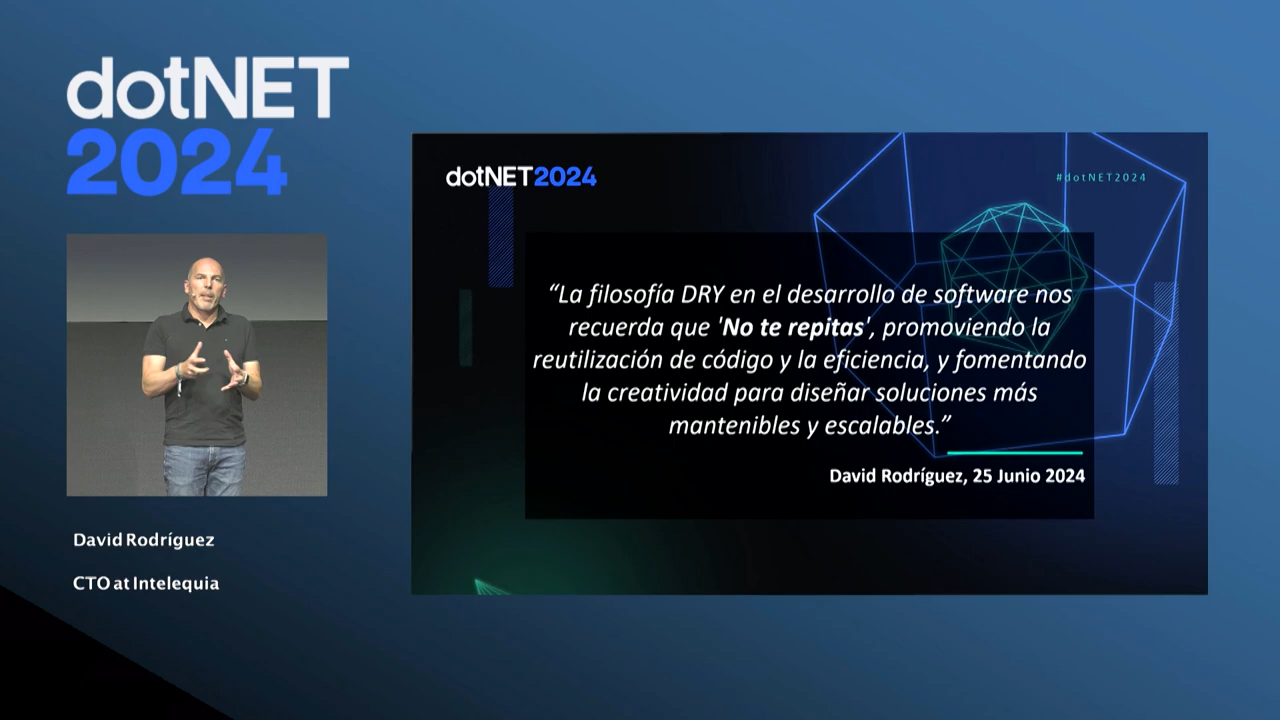 dotNET
2024
David Rodríguez
CTO at Intelequia
dotNET2024
#dotNET2024
“La filosofía DRY en el desarrollo de software nos
recuerda que 'No te repitas', promoviendo la
reutilización de código y la eficiencia, y fomentando
la creatividad para diseñar soluciones más
mantenibles y escalables.”
David Rodríguez, 25 Junio 2024